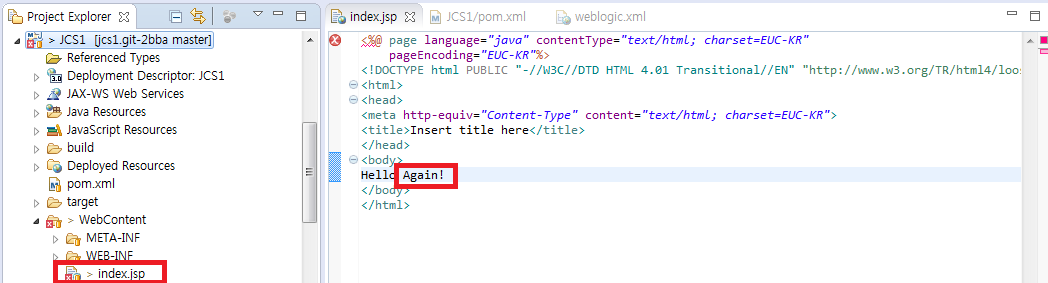 Project Explorer
> JCS1 [jcs1.git-2bba master]
Referenced Types
Deployment Descriptor: JCS1
JAX-WS Web Services
Java Resources
JavaScript Resources
build
Deployed Resources
pom.xml
target
> WebContent
META-INF
WEB-INF
> index.jsp
index.jsp
JCS1/pom.xml
weblogic.xml
<%@ page language="java" contentType="text/html; charset=EUC-KR"
pageEncoding="EUC-KR"%>
<!DOCTYPE html PUBLIC "-//W3C//DTD HTML 4.01 Transitional//EN" "http://www.w3.org/TR/html4/loo
<html>
<head>
<meta http-equiv="Content-Type" content="text/html; charset=EUC-KR">
<title>Insert title here</title>
</head>
<body>
Hello Again!
</body>
</html>